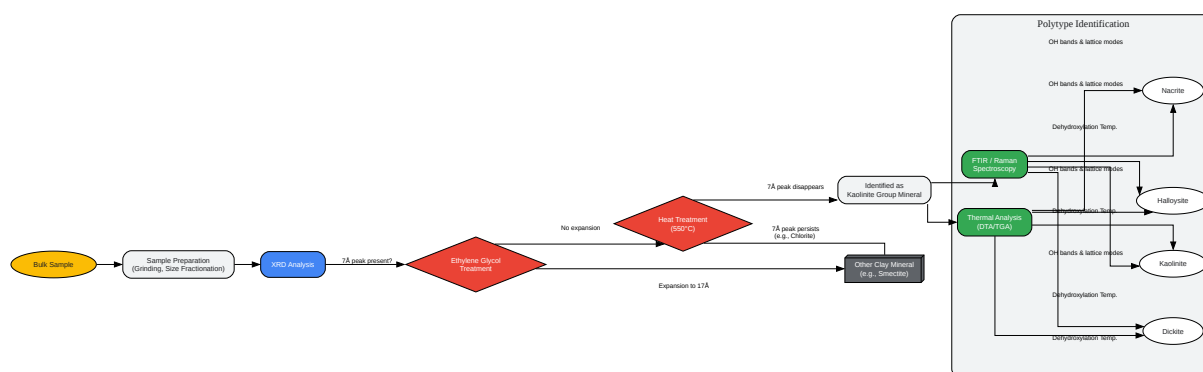 Polytype Identification
OH bands & lattice modes
OH bands & lattice modes
Nacrite
Dehydroxylation Temp.
FTIR / Raman
Spectroscopy
OH bands & lattice modes
7Å peak disappears
Identified as
Kaolinite Group Mineral
Halloysite
Dehydroxylation Temp.
Heat Treatment
(550°C)
Thermal Analysis
(DTA/TGA)
No expansion
7Å peak persists
(e.g., Chlorite)
OH bands & lattice modes
Bulk Sample
Sample Preparation
(Grinding, Size Fractionation)
XRD Analysis
7Å peak present?
Ethylene Glycol
Treatment
Other Clay Mineral
(e.g., Smectite)
Kaolinite
Expansion to 17Å
Dehydroxylation Temp.
Dickite
Dehydroxylation Temp.